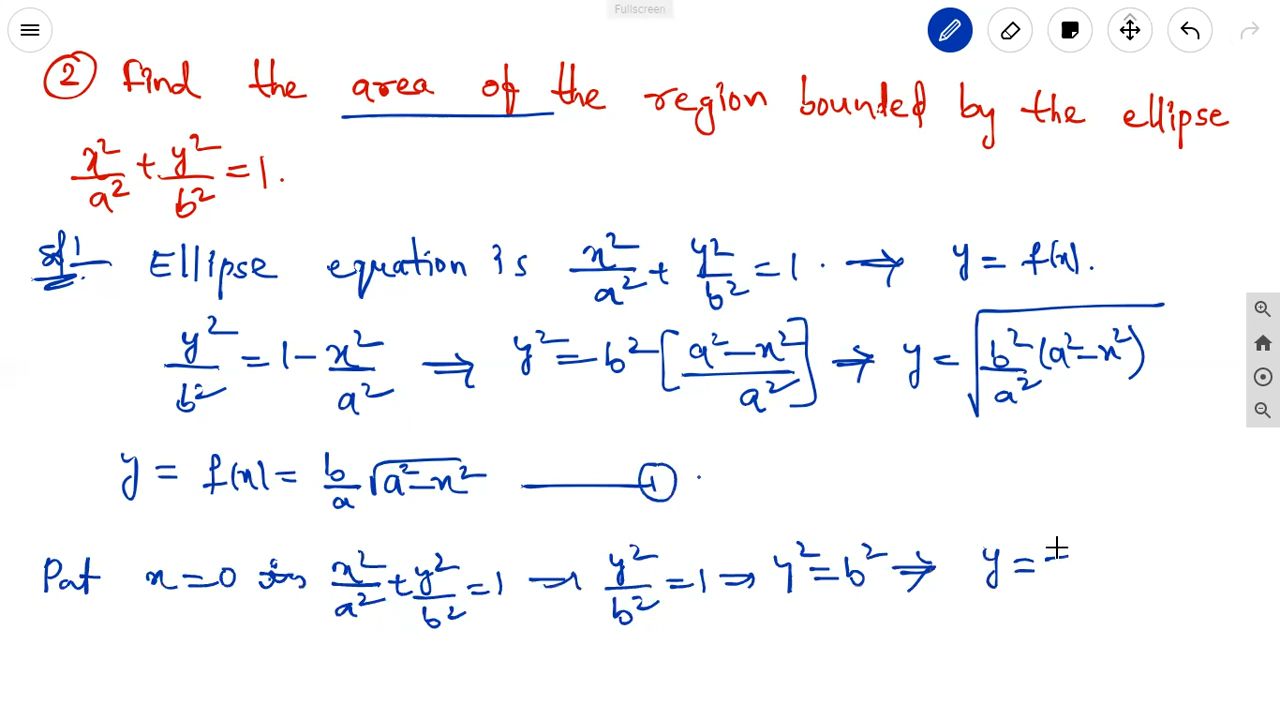 Fullscreen
② Find the area of the region bounded by the ellipse
x²/a² + y²/b² = 1.
Sol: Ellipse equation is x²/a² + y²/b² = 1. → y = f(x).
y²/b² = 1 - x²/a² ⇒ y² = b² [a²-x²/a²] ⇒ y = √(b²/a² (a²-x²))
y = f(x) = b/a √(a²-x²) ——— ① .
Put x=0 in x²/a² + y²/b² = 1 → y²/b² = 1 ⇒ y² = b² ⇒ y =